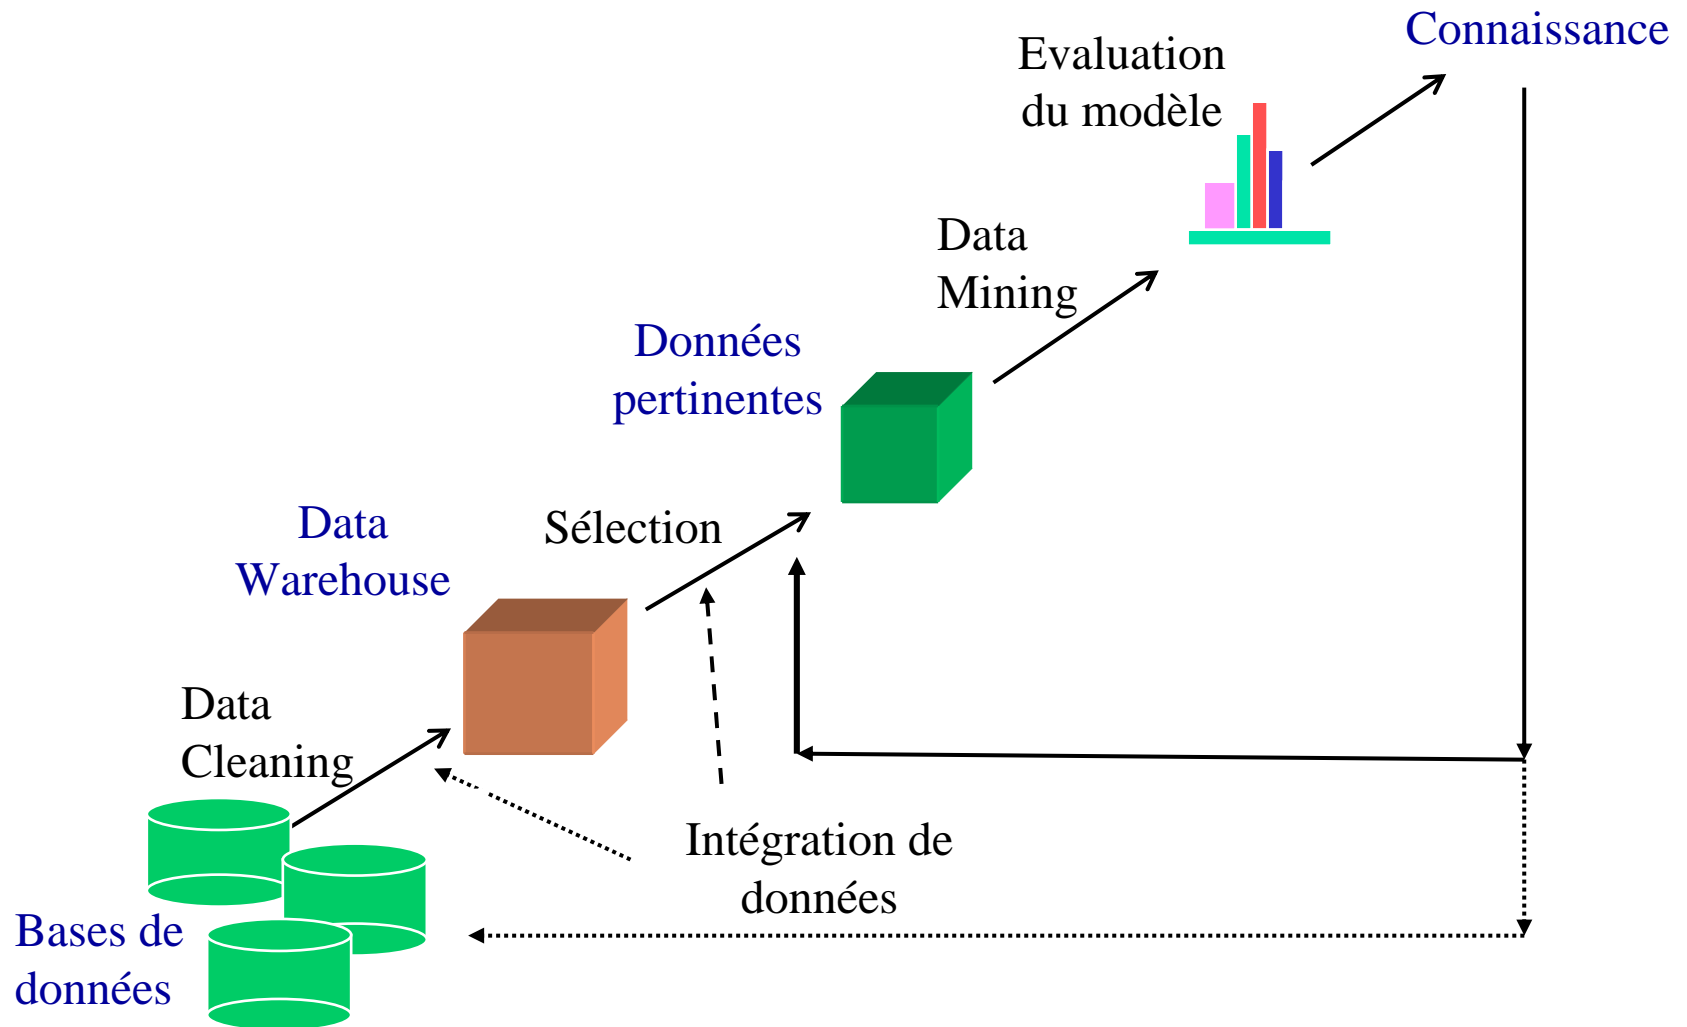 Connaissance
Evaluation
du modèle
Data
Mining
Données
pertinentes
Sélection
Data
Warehouse
Data
Cleaning
Intégration de
données
Bases de
données